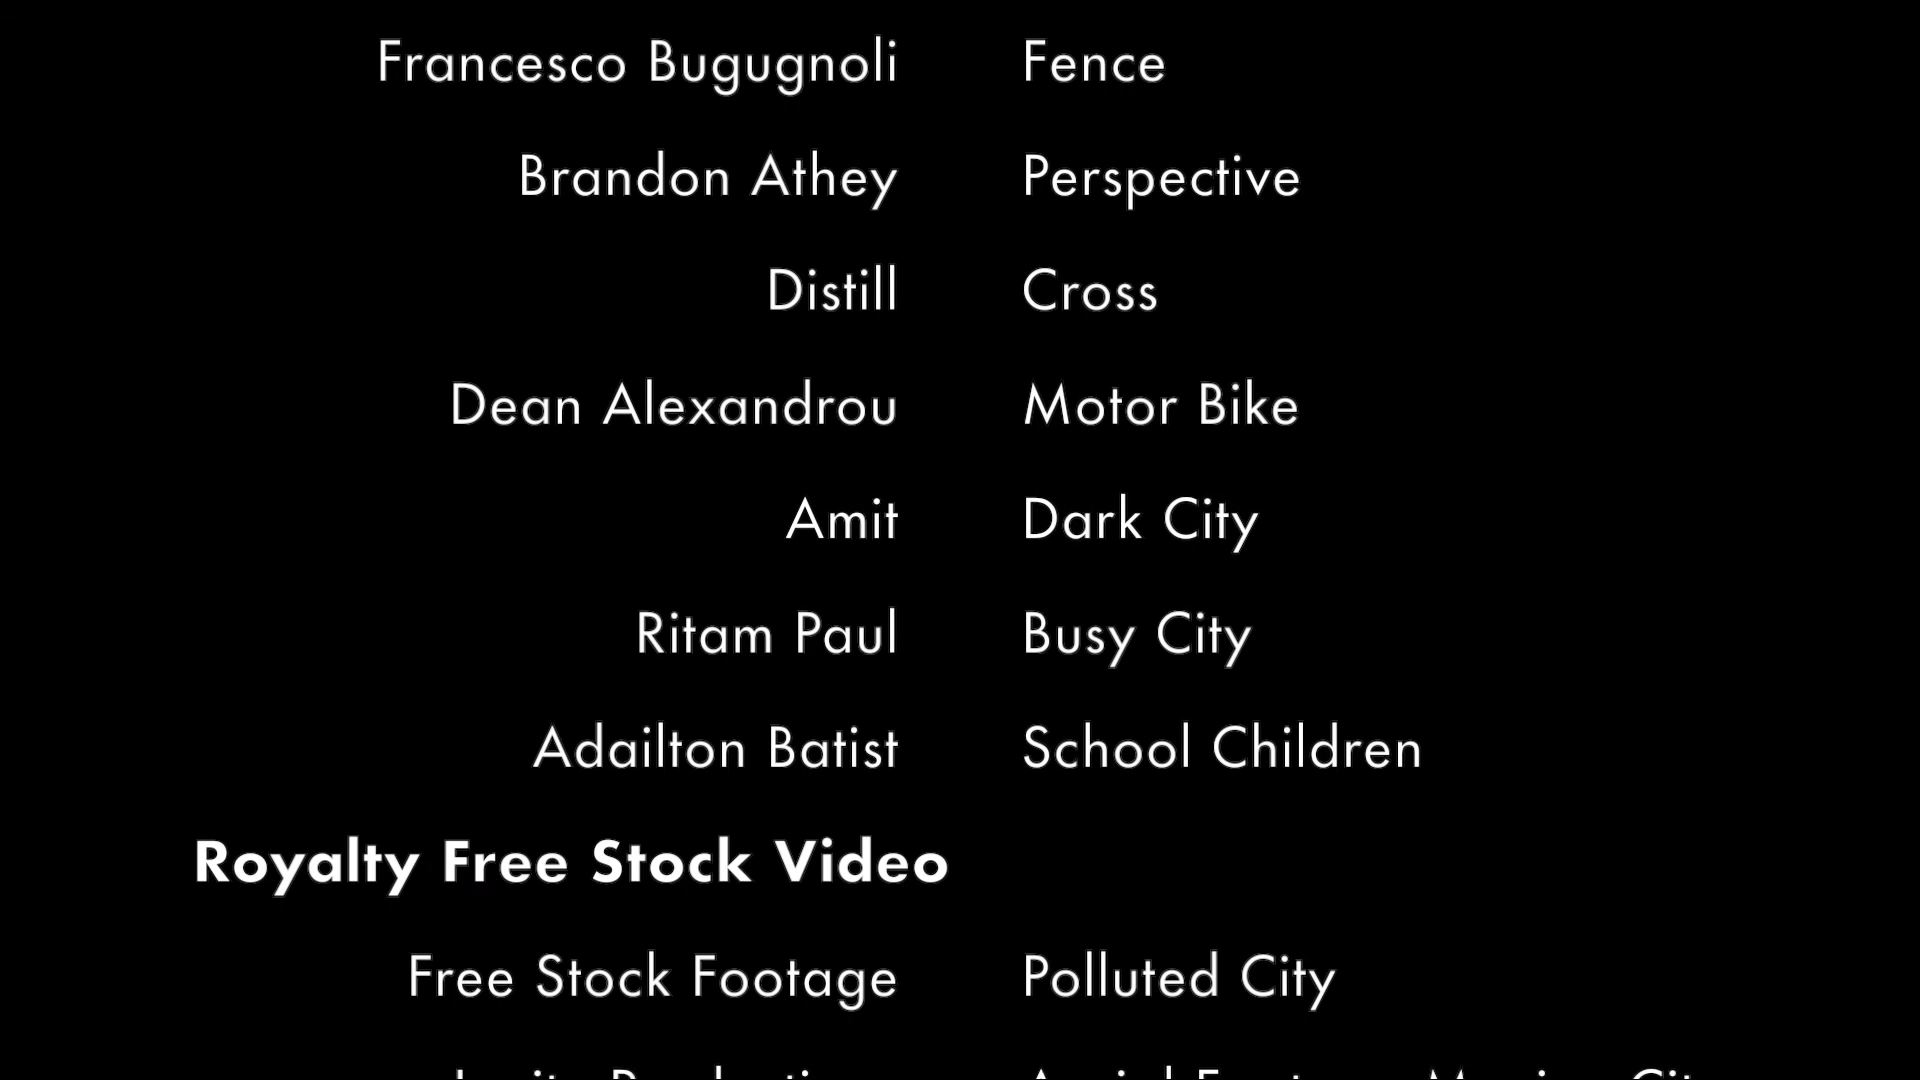 Francesco Bugugnoli Fence
Brandon Athey Perspective
Distill Cross
Dean Alexandrou Motor Bike
Amit Dark City
Ritam Paul Busy City
Adailton Batist School Children
Royalty Free Stock Video
Free Stock Footage Polluted City